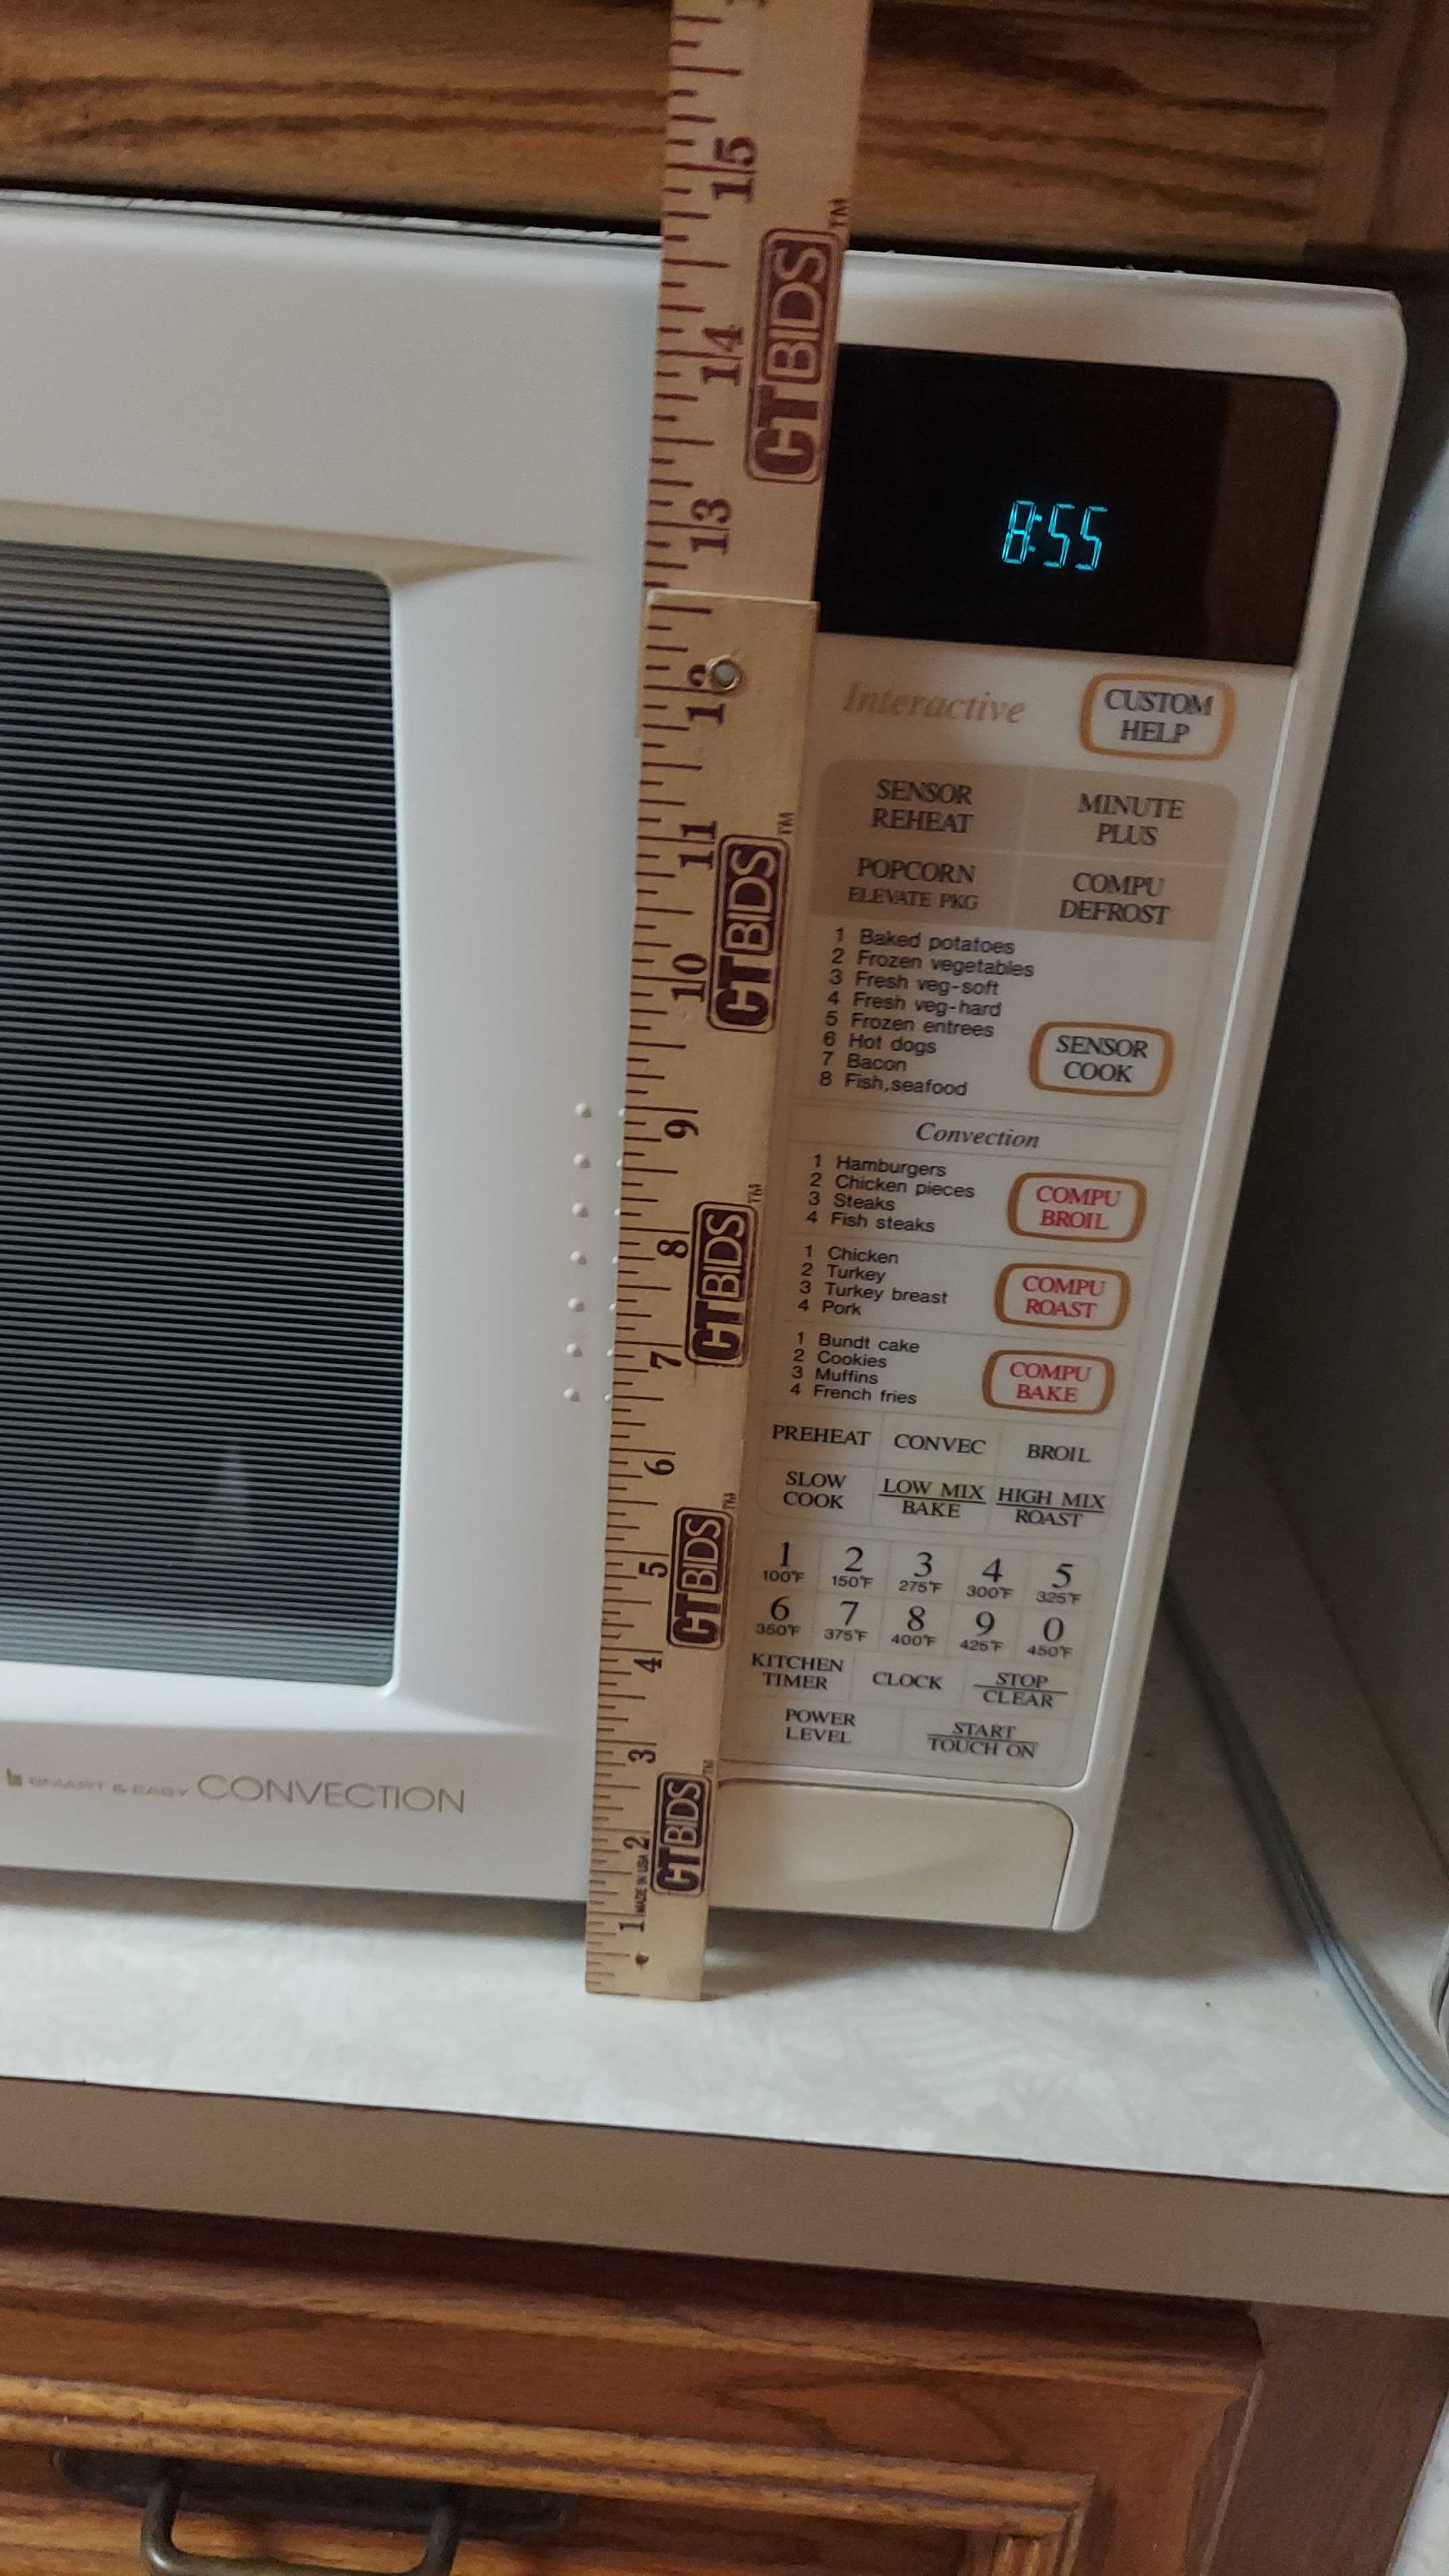 15
14
13
12
11
10
9
8
7
6
5
4
3
2
1
MADE IN USA
CTBIDS™
CTBIDS™
CTBIDS™
CTBIDS™
CTBIDS™
8:55
Interactive
CUSTOM
HELP
SENSOR
REHEAT
MINUTE
PLUS
POPCORN
ELEVATE PKG
COMPU
DEFROST
1 Baked potatoes
2 Frozen vegetables
3 Fresh veg-soft
4 Fresh veg-hard
5 Frozen entrees
6 Hot dogs
7 Bacon
8 Fish,seafood
SENSOR
COOK
Convection
1 Hamburgers
2 Chicken pieces
3 Steaks
4 Fish steaks
COMPU
BROIL
1 Chicken
2 Turkey
3 Turkey breast
4 Pork
COMPU
ROAST
1 Bundt cake
2 Cookies
3 Muffins
4 French fries
COMPU
BAKE
PREHEAT CONVEC BROIL
SLOW
COOK
LOW MIX
BAKE
HIGH MIX
ROAST
1 2 3 4 5
100°F 150°F 275°F 300°F 325°F
6 7 8 9 0
350°F 375°F 400°F 425°F 450°F
KITCHEN
TIMER
CLOCK
STOP
CLEAR
POWER
LEVEL
START
TOUCH ON
SMART & EASY CONVECTION